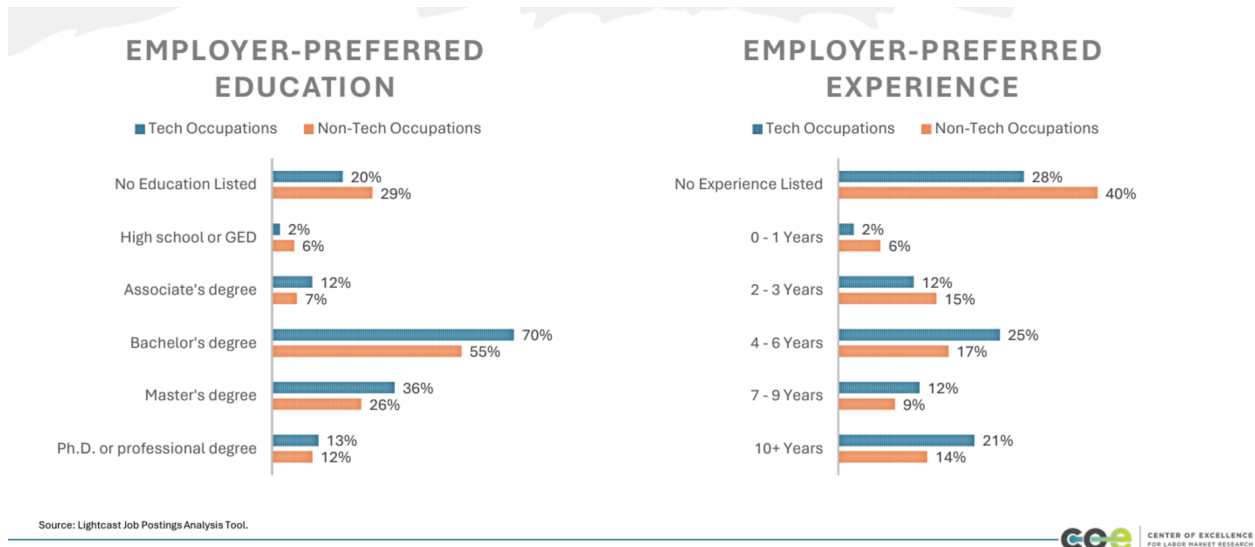 EMPLOYER-PREFERRED
EDUCATION
Tech Occupations Non-Tech Occupations
No Education Listed 20%
29%
High school or GED 2%
6%
Associate's degree 12%
7%
Bachelor's degree 70%
55%
Master's degree 36%
26%
Ph.D. or professional degree 13%
12%
EMPLOYER-PREFERRED
EXPERIENCE
Tech Occupations Non-Tech Occupations
No Experience Listed 28%
40%
0 - 1 Years 2%
6%
2 - 3 Years 12%
15%
4 - 6 Years 25%
17%
7 - 9 Years 12%
9%
10+ Years 21%
14%
Source: Lightcast Job Postings Analysis Tool.
coe CENTER OF EXCELLENCE
FOR LABOR MARKET RESEARCH